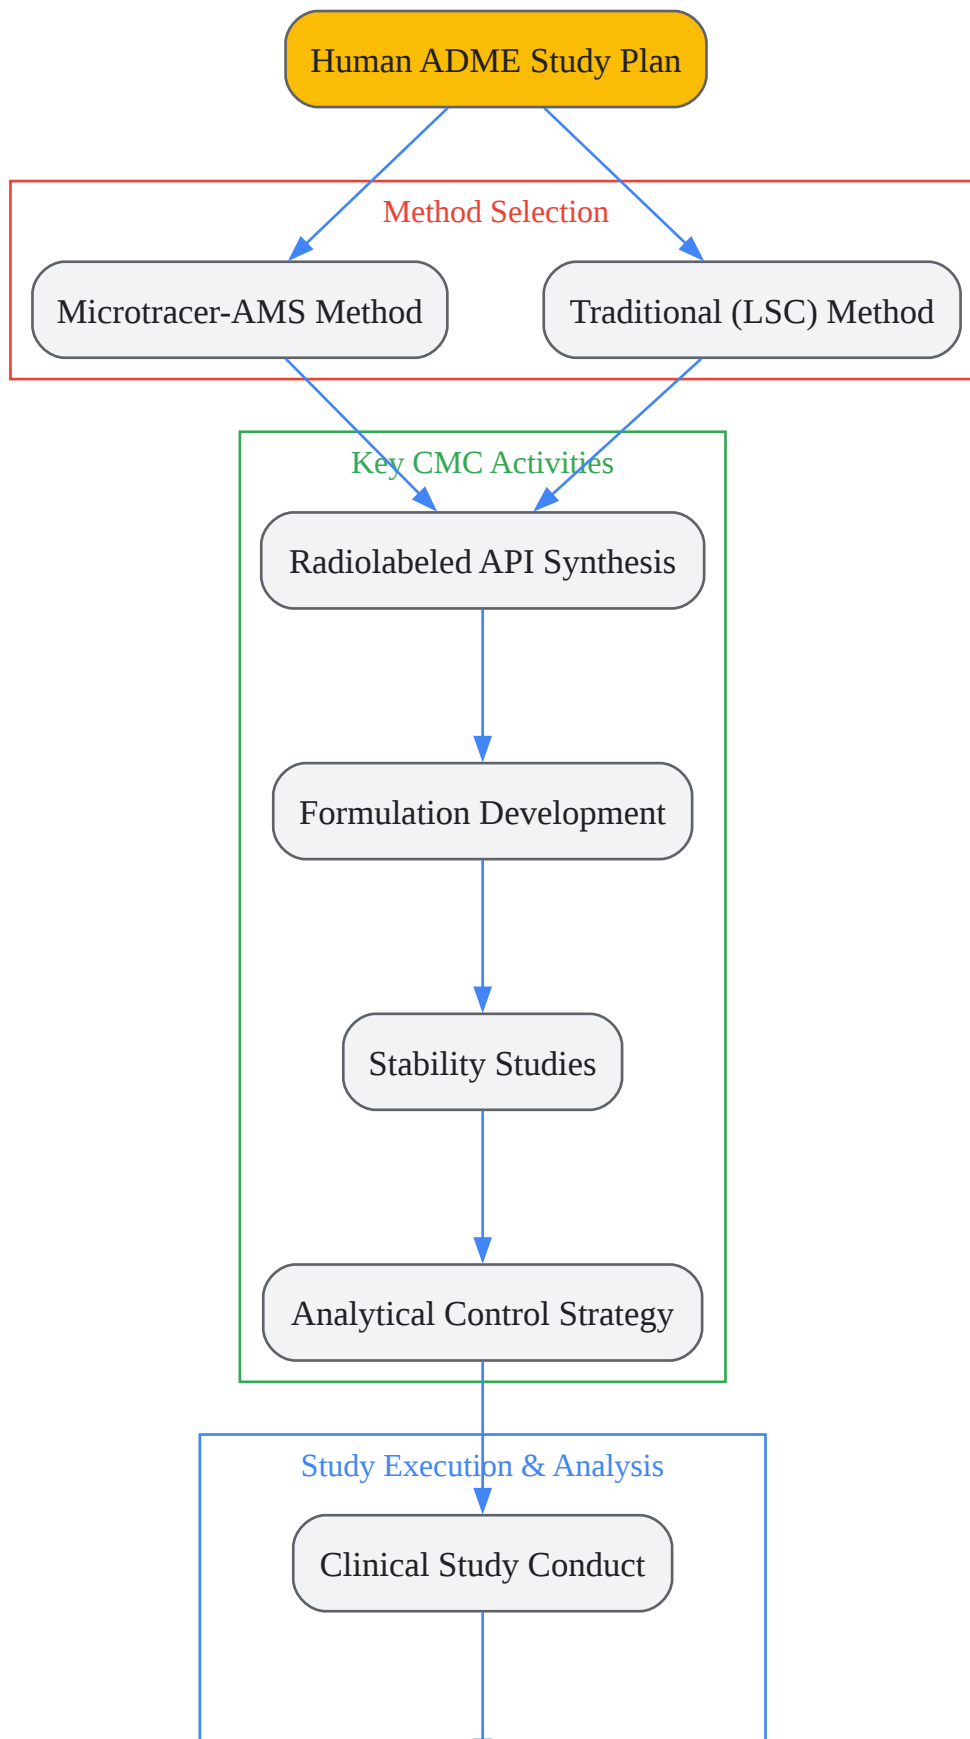 Human ADME Study Plan
Method Selection
Microtracer-AMS Method
Traditional (LSC) Method
Key CMC Activities
Radiolabeled API Synthesis
Formulation Development
Stability Studies
Analytical Control Strategy
Study Execution & Analysis
Clinical Study Conduct